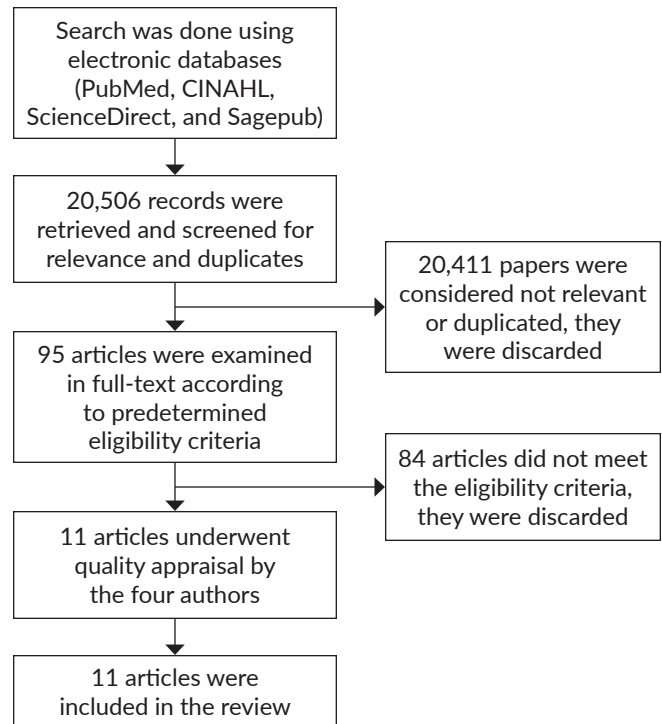 Search was done using
electronic databases
(PubMed, CINAHL,
ScienceDirect, and Sagepub)
20,506 records were
retrieved and screened for
relevance and duplicates
20,411 papers were
considered not relevant
or duplicated, they
were discarded
95 articles were examined
in full-text according
to predetermined
eligibility criteria
84 articles did not meet
the eligibility criteria,
they were discarded
11 articles underwent
quality appraisal by
the four authors
11 articles were
included in the review